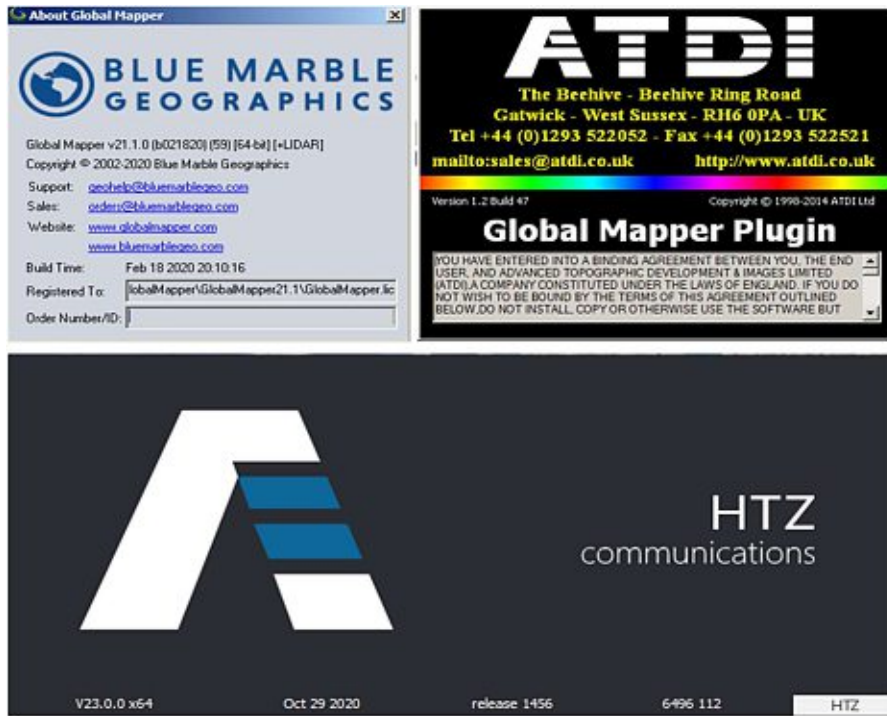 About Global Mapper
BLUE MARBLE
GEOGRAPHICS
Global Mapper v21.1.0 (b021820) (59) [64-bit] [+LIDAR]
Copyright © 2002-2020 Blue Marble Geographics
Support: geohelp@bluemarblegeo.com
Sales: orders@bluemarblegeo.com
Website: www.globalmapper.com
www.bluemarblegeo.com
Build Time: Feb 18 2020 20:10:16
Registered To: lobalMapper\GlobalMapper21.1\GlobalMapper.lic
Order Number/ID:
ATDI
The Beehive - Beehive Ring Road
Gatwick - West Sussex - RH6 0PA - UK
Tel +44 (0)1293 522052 - Fax +44 (0)1293 522521
mailto:sales@atdi.co.uk http://www.atdi.co.uk
Version 1.2 Build 47 Copyright © 1998-2014 ATDI Ltd
Global Mapper Plugin
YOU HAVE ENTERED INTO A BINDING AGREEMENT BETWEEN YOU, THE END
USER, AND ADVANCED TOPOGRAPHIC DEVELOPMENT & IMAGES LIMITED
(ATDI),A COMPANY CONSTITUTED UNDER THE LAWS OF ENGLAND. IF YOU DO
NOT WISH TO BE BOUND BY THE TERMS OF THIS AGREEMENT OUTLINED
BELOW,DO NOT INSTALL, COPY OR OTHERWISE USE THE SOFTWARE BUT
HTZ
communications
V23.0.0 x64 Oct 29 2020 release 1456 6496 112 HTZ